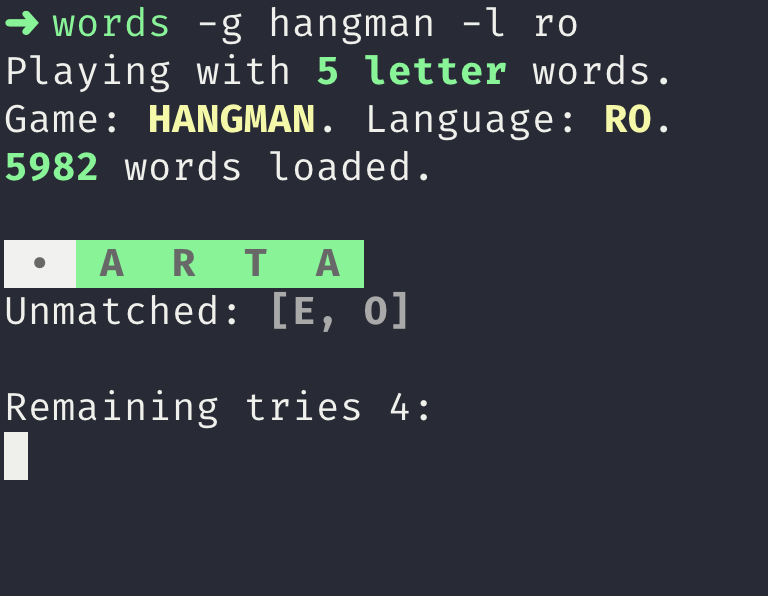 ➜ words -g hangman -l ro
Playing with 5 letter words.
Game: HANGMAN. Language: RO.
5982 words loaded.
• A R T A
Unmatched: [E, O]
Remaining tries 4: